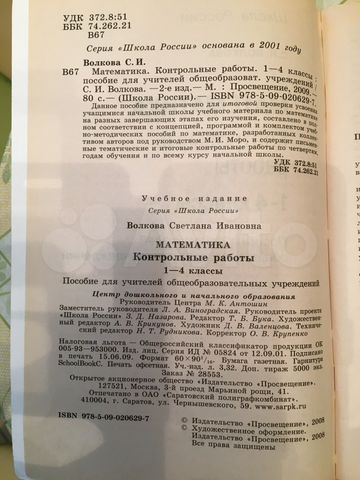 УДК 372.8:51
ББК 74.262.21
В67
Серия «Школа России» основана в 2001 году
Волкова С. И.
В67 Математика. Контрольные работы. 1—4 классы :
пособие для учителей общеобразоват. учреждений /
С. И. Волкова. —2-е изд.— М. : Просвещение, 2009.—
80 с.— (Школа России).— ISBN 978-5-09-020629-7.
Данное пособие предназначено для итоговой проверки усвоения
учащимися начальной школы учебного материала по математике
на разных завершающих этапах его изучения, составлено в полном
соответствии с концепцией, программой и комплектом учебно-методических
пособий по математике, разработанных коллективом
авторов под руководством М. И. Моро, и содержит письменные
тематические и итоговые контрольные работы по четвертям,
годам обучения и по всему курсу начальной школы.
УДК 372.8:51
ББК 74.262.21
Учебное издание
Серия «Школа России»
Волкова Светлана Ивановна
МАТЕМАТИКА
Контрольные работы
1—4 классы
Пособие для учителей общеобразовательных учреждений
Центр дошкольного и начального образования
Руководитель Центра М. К. Антошин
Заместитель руководителя Л. А. Виноградская. Руководитель проекта
«Школа России» З. Д. Назарова. Редактор Т. Б. Бука. Художественный
редактор А. В. Крикунов. Художник Д. В. Валенцова. Технический
редактор Н. Т. Рудникова. Корректор О. В. Крупенко
Налоговая льгота — Общероссийский классификатор продукции ОК
005-93—953000. Изд. лиц. Серия ИД № 05824 от 12.09.01. Подписано
в печать 15.06.09. Формат 60×90 1/16. Бумага газетная. Гарнитура
SchoolBookC. Печать офсетная. Уч.-изд. л. 3,32. Доп. тираж 5000 экз.
Заказ № 28553.
Открытое акционерное общество «Издательство «Просвещение».
127521, Москва, 3-й проезд Марьиной рощи, 41.
Отпечатано в ОАО «Саратовский полиграфкомбинат».
410004, г. Саратов, ул. Чернышевского, 59. www.sarpk.ru
ISBN 978-5-09-020629-7
© Издательство «Просвещение», 2008
© Художественное оформление.
Издательство «Просвещение», 2008
Все права защищены